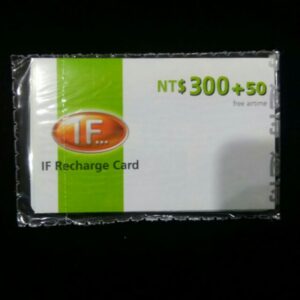 NT$300+50
free airtime
IF...
IF Recharge Card